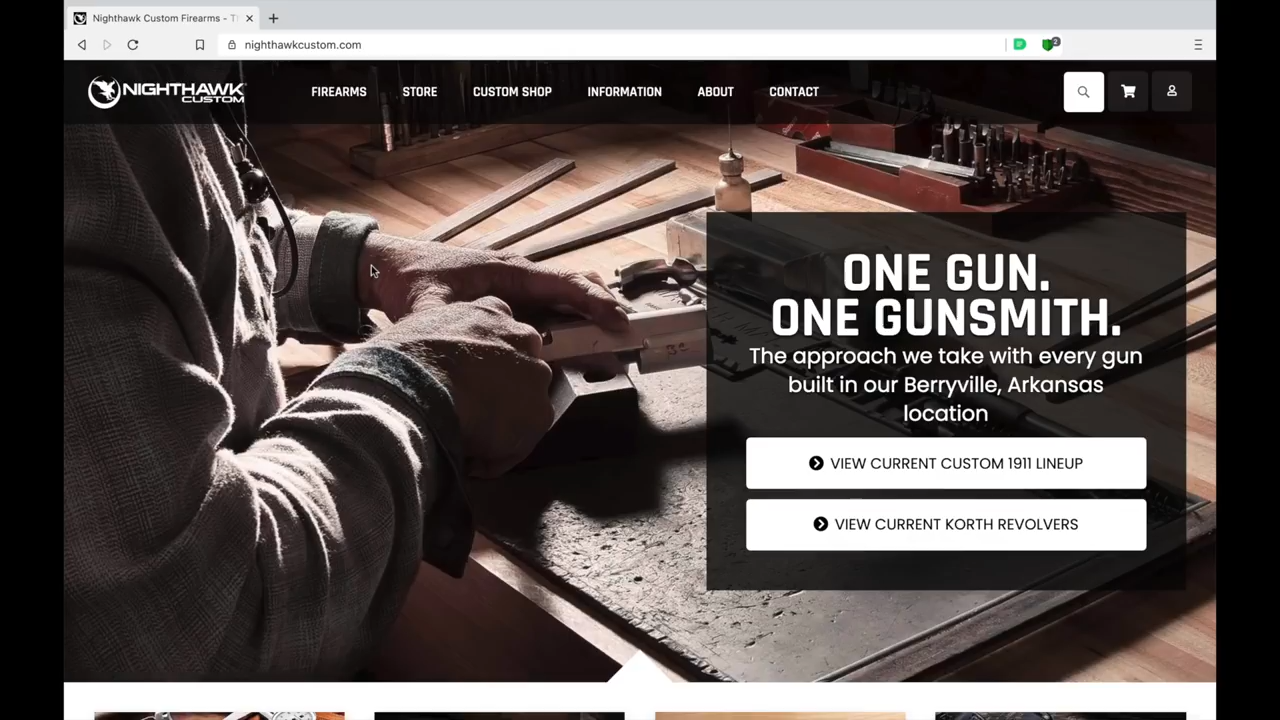 Nighthawk Custom Firearms - T
nighthawkcustom.com
2
NIGHTHAWK
CUSTOM
FIREARMS
STORE
CUSTOM SHOP
INFORMATION
ABOUT
CONTACT
ONE GUN.
ONE GUNSMITH.
The approach we take with every gun
built in our Berryville, Arkansas
location
VIEW CURRENT CUSTOM 1911 LINEUP
VIEW CURRENT KORTH REVOLVERS